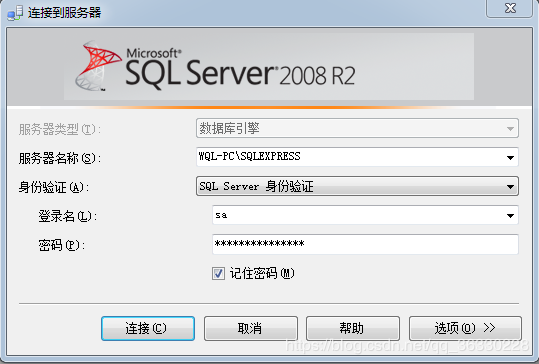 连接到服务器
Microsoft®
SQL Server® 2008 R2
服务器类型(T): 数据库引擎
服务器名称(S): WQL-PC\SQLEXPRESS
身份验证(A): SQL Server 身份验证
登录名(L): sa
密码(P): ***************
记住密码(M)
连接(C) 取消 帮助 选项(O) >>
https://blog.csdn.net/qq_36330228